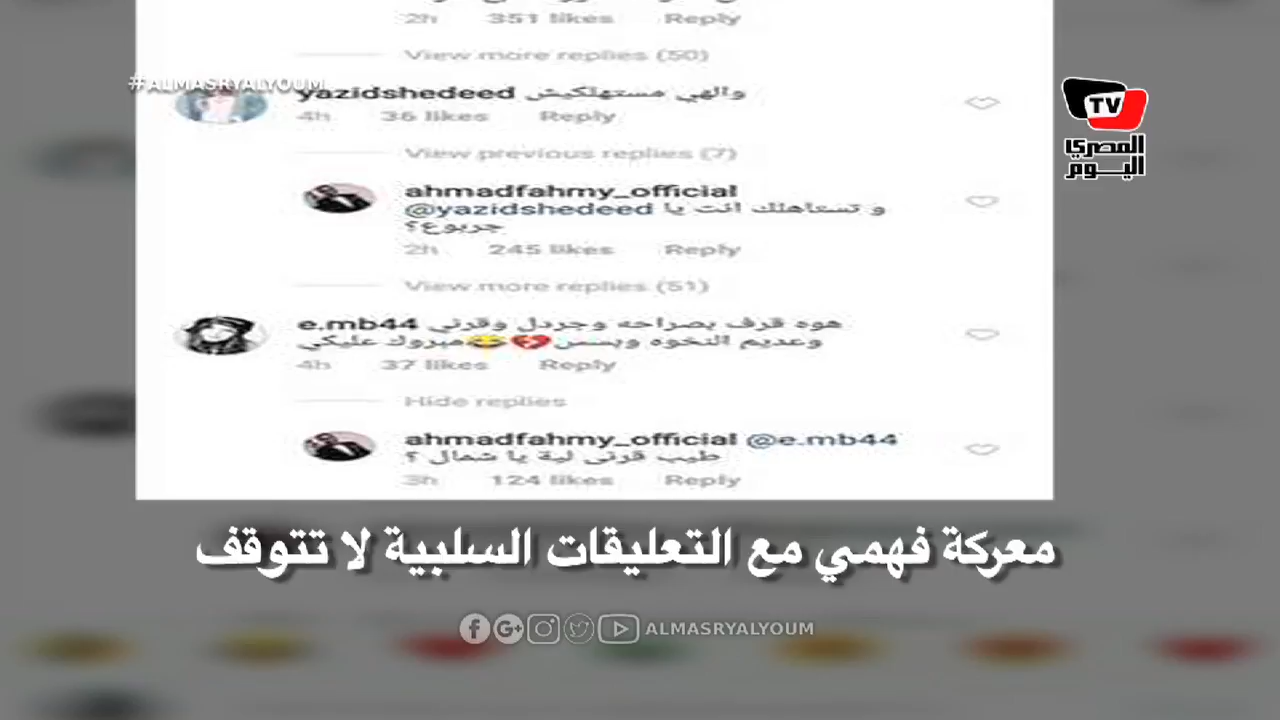 2h 351 likes Reply
View more replies (50)
#ALMASRYALYOUM
yazidshedeed والهي مستهلكيش
4h 36 likes Reply
View previous replies (7)
ahmadfahmy_official
@yazidshedeed و تستاهلك انت يا
جربوع؟
2h 245 likes Reply
View more replies (51)
e.mb44 هوه قرف بصراحه وجردل وقرني
وعديم النخوه وبسس💔😂مبروك عليكي
4h 37 likes Reply
Hide replies
ahmadfahmy_official @e.mb44
طيب قرنى لية يا شمال ؟
3h 124 likes Reply
TV
المصري
اليوم
معركة فهمي مع التعليقات السلبية لا تتوقف
ALMASRYALYOUM